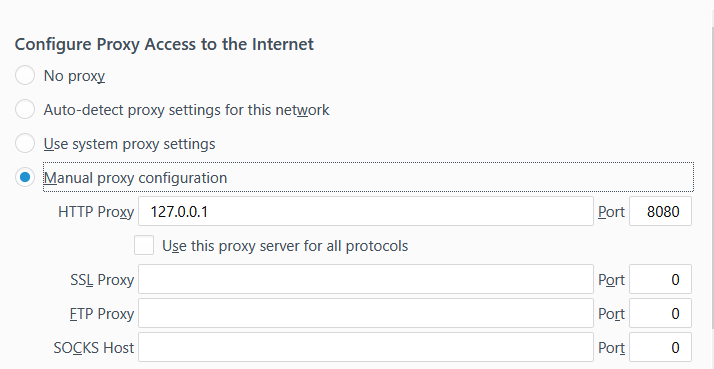 Configure Proxy Access to the Internet
No proxy
Auto-detect proxy settings for this network
Use system proxy settings
Manual proxy configuration
HTTP Proxy 127.0.0.1 Port 8080
Use this proxy server for all protocols
SSL Proxy Port 0
FTP Proxy Port 0
SOCKS Host Port 0